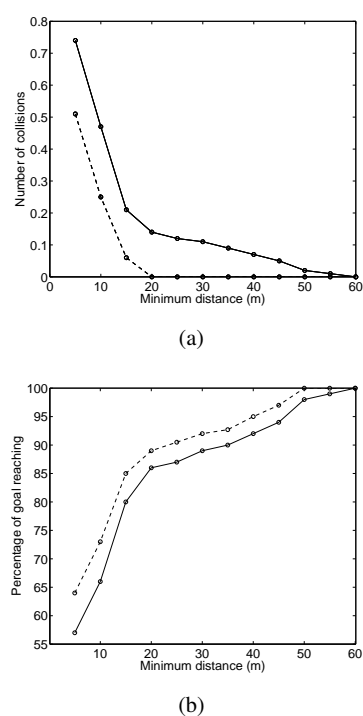 0.8
0.7
0.6
0.5
0.4
0.3
0.2
0.1
0
Number of collisions
0 10 20 30 40 50 60
Minimum distance (m)
(a)
100
95
90
85
80
75
70
65
60
55
Percentage of goal reaching
10 20 30 40 50 60
Minimum distance (m)
(b)